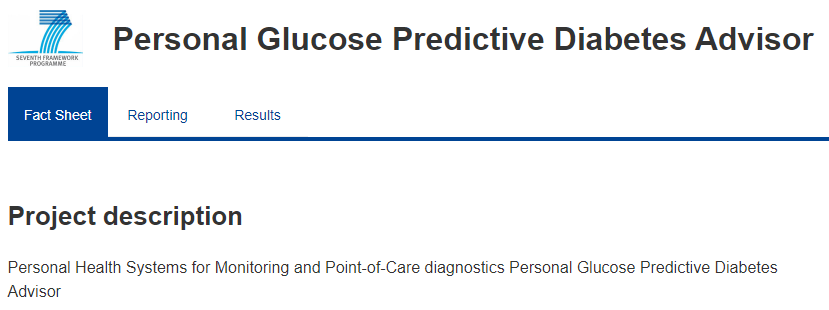 Personal Glucose Predictive Diabetes Advisor
SEVENTH FRAMEWORK
PROGRAMME
Fact Sheet
Reporting
Results
Project description
Personal Health Systems for Monitoring and Point-of-Care diagnostics Personal Glucose Predictive Diabetes
Advisor